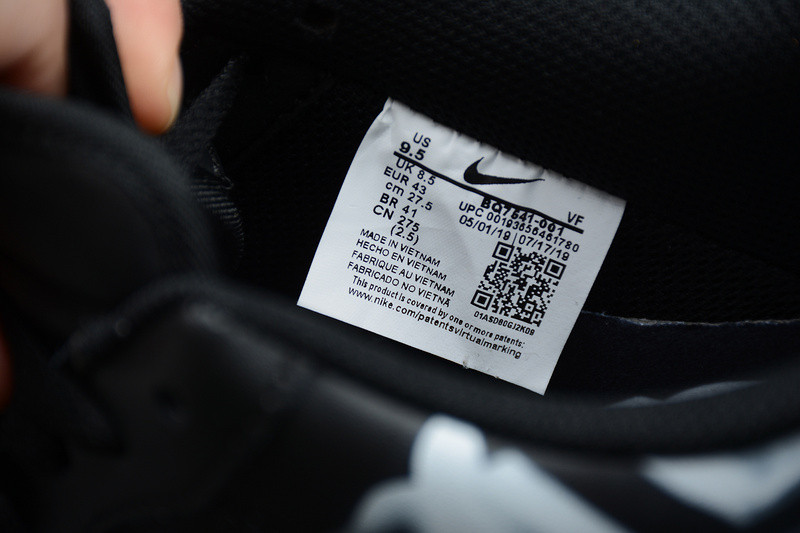 US
9.5
UK 8.5
EUR 43
cm 27.5
BR 41
CN 275
(2.5)
BQ7541-001 VF
UPC 00193656461780
05/01/19 07/17/19
MADE IN VIETNAM
HECHO EN VIETNAM
FABRIQUE AU VIETNAM
FABRICADO NO VIETNÃ
This product is covered by one or more patents:
www.nike.com/patentsvirtualmarking